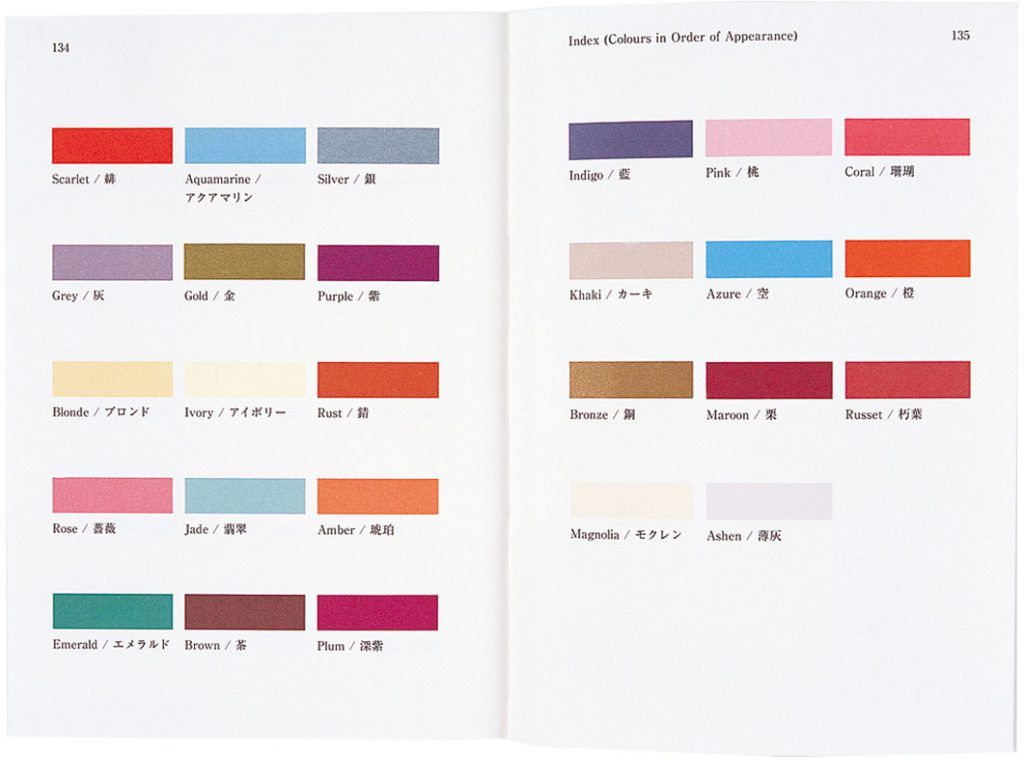 134
Scarlet / 緋
Aquamarine /
アクアマリン
Silver / 銀
Grey / 灰
Gold / 金
Purple / 紫
Blonde / ブロンド
Ivory / アイボリー
Rust / 錆
Rose / 薔薇
Jade / 翡翠
Amber / 琥珀
Emerald / エメラルド
Brown / 茶
Plum / 深紫
Index (Colours in Order of Appearance)
135
Indigo / 藍
Pink / 桃
Coral / 珊瑚
Khaki / カーキ
Azure / 空
Orange / 橙
Bronze / 銅
Maroon / 栗
Russet / 朽葉
Magnolia / モクレン
Ashen / 薄灰